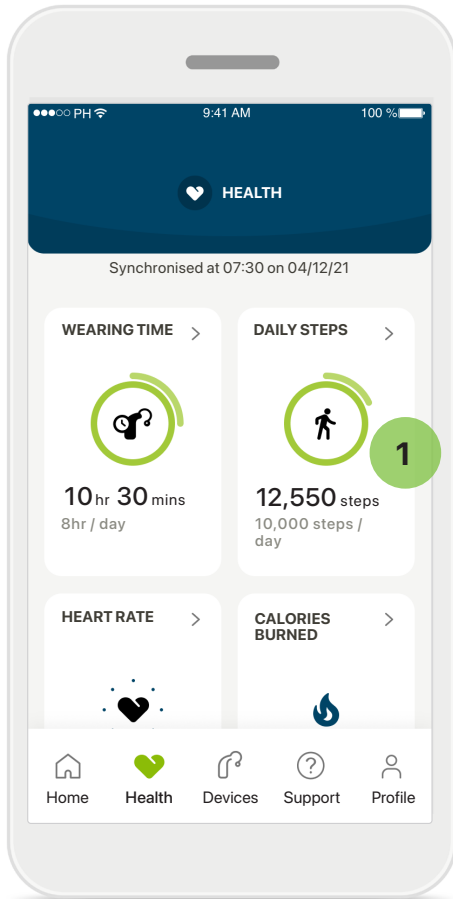 PH 9:41 AM 100 %
HEALTH
Synchronised at 07:30 on 04/12/21
WEARING TIME
10 hr 30 mins
8hr / day
DAILY STEPS
1
12,550 steps
10,000 steps /
day
HEART RATE
CALORIES
BURNED
Home Health Devices Support Profile